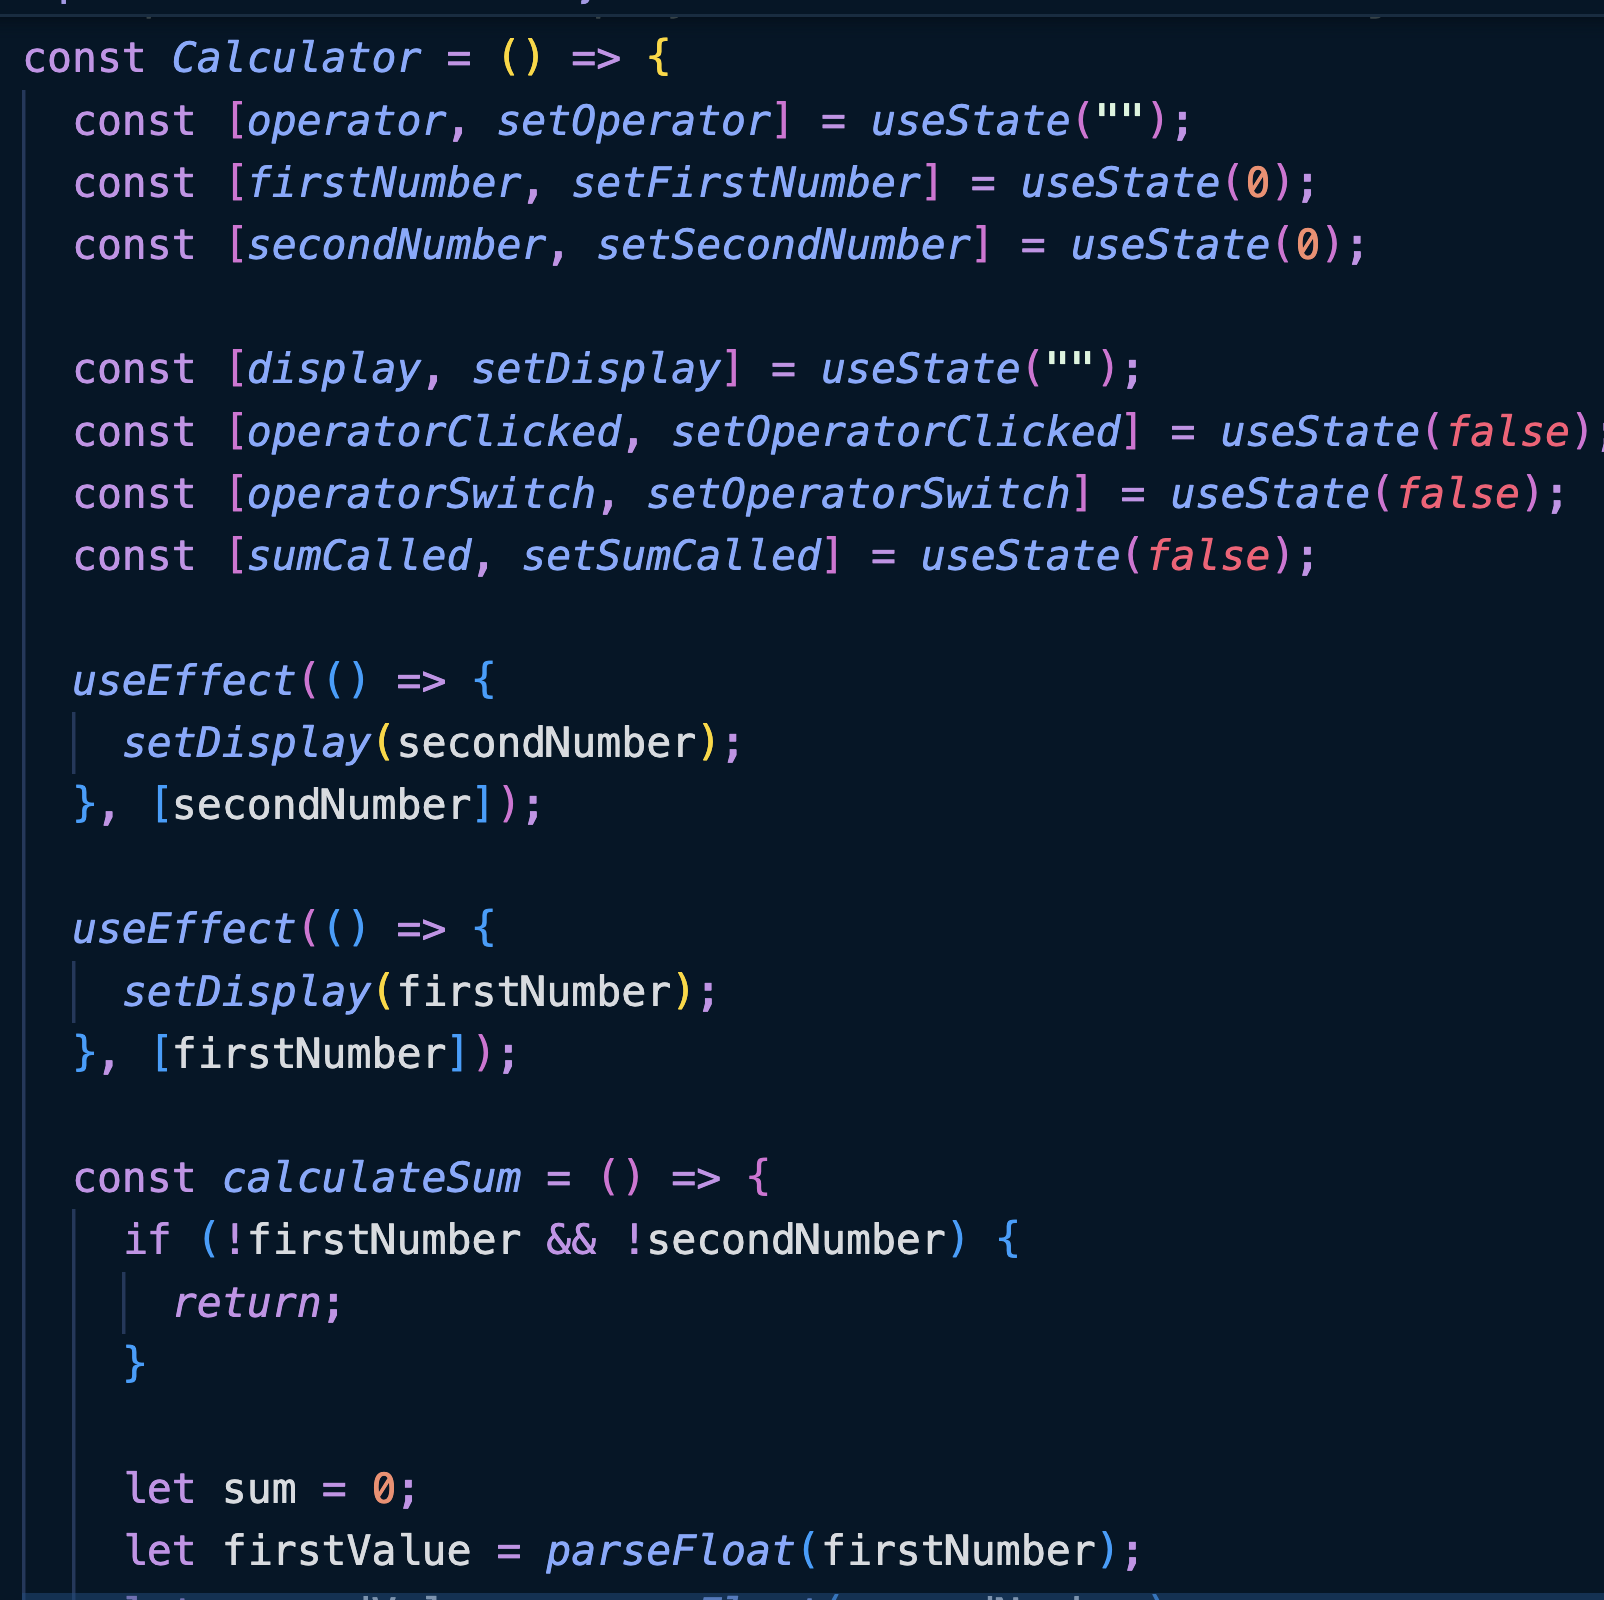 const Calculator = () => {
const [operator, setOperator] = useState("");
const [firstNumber, setFirstNumber] = useState(0);
const [secondNumber, setSecondNumber] = useState(0);
const [display, setDisplay] = useState("");
const [operatorClicked, setOperatorClicked] = useState(false);
const [operatorSwitch, setOperatorSwitch] = useState(false);
const [sumCalled, setSumCalled] = useState(false);
useEffect(() => {
setDisplay(secondNumber);
}, [secondNumber]);
useEffect(() => {
setDisplay(firstNumber);
}, [firstNumber]);
const calculateSum = () => {
if (!firstNumber && !secondNumber) {
return;
}
let sum = 0;
let firstValue = parseFloat(firstNumber);